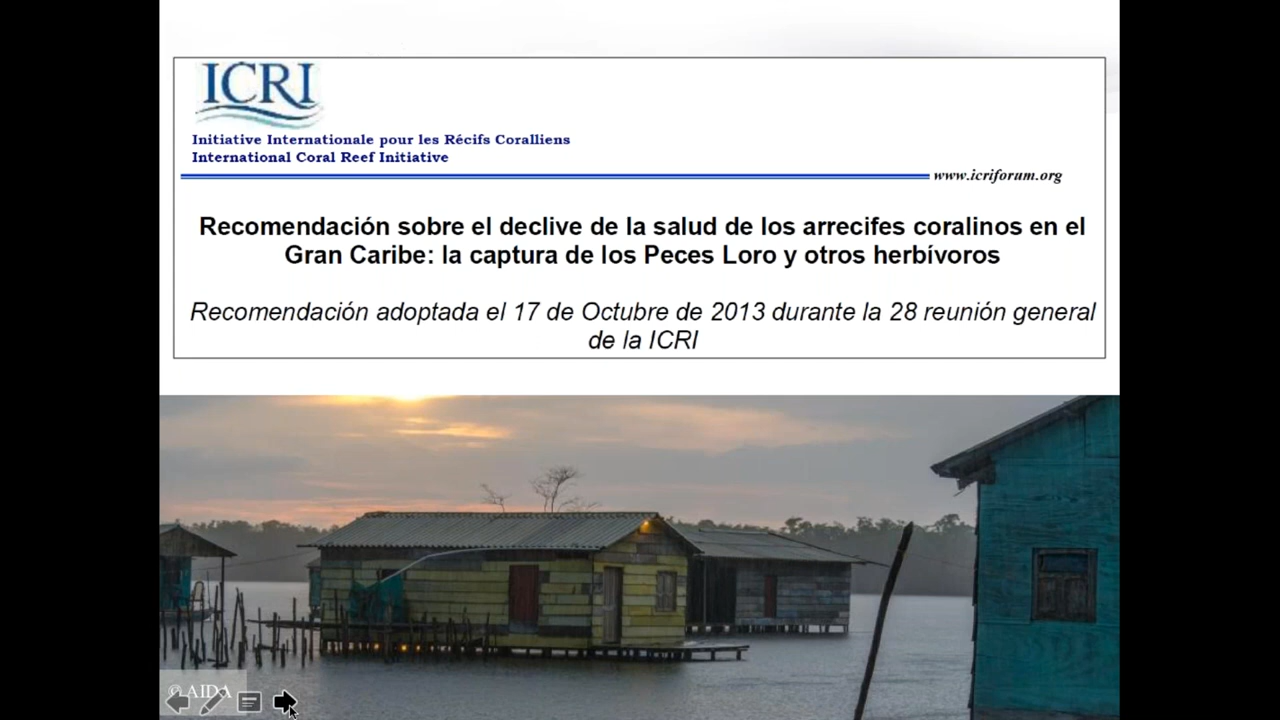 ICRI
Initiative Internationale pour les Récifs Coralliens
International Coral Reef Initiative
www.icriforum.org
Recomendación sobre el declive de la salud de los arrecifes coralinos en el
Gran Caribe: la captura de los Peces Loro y otros herbívoros
Recomendación adoptada el 17 de Octubre de 2013 durante la 28 reunión general
de la ICRI
© AIDA